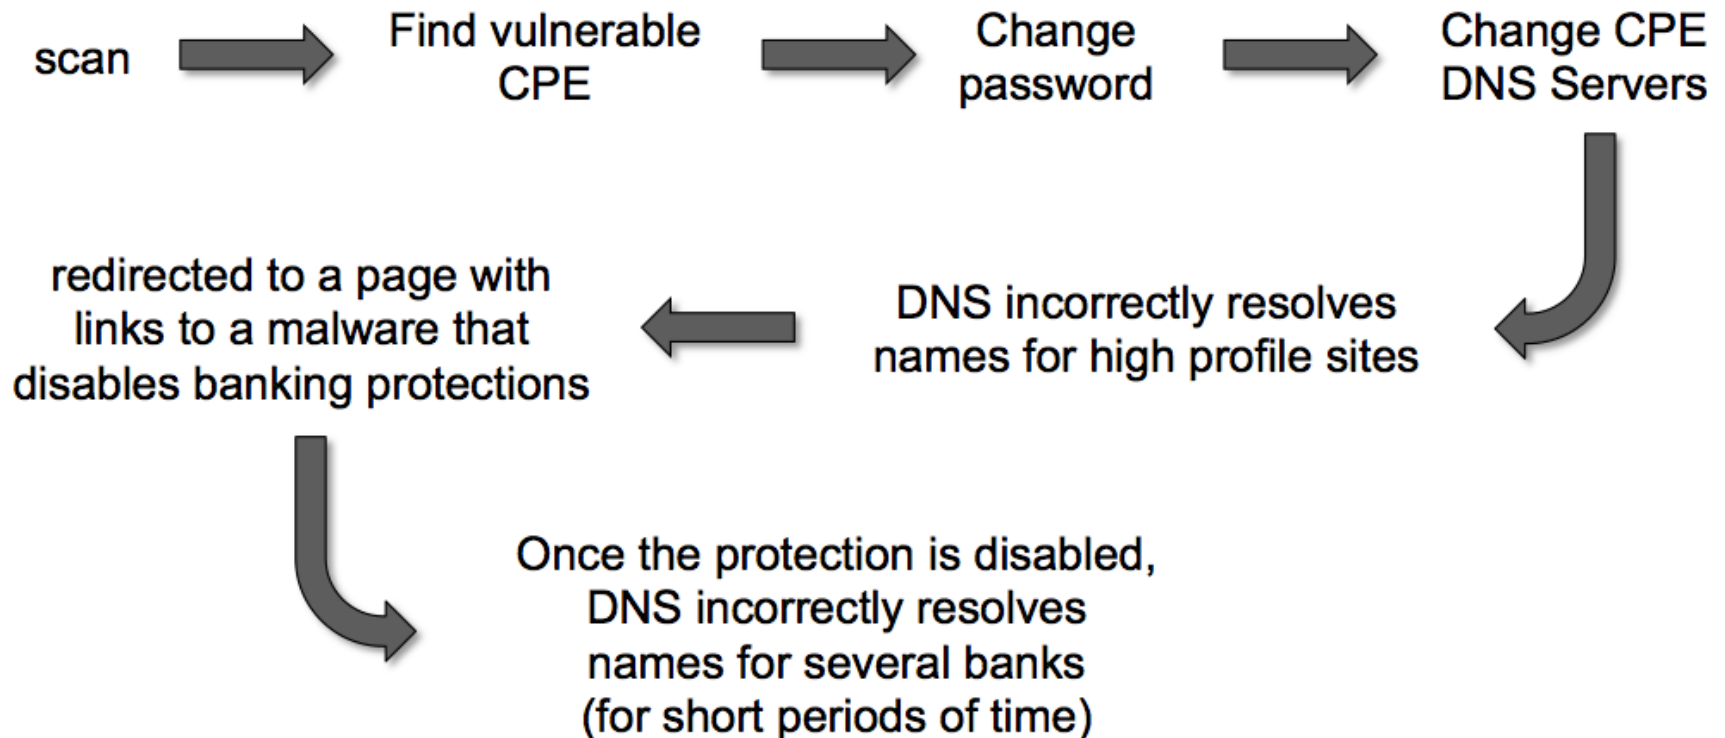 scan
Find vulnerable
CPE
Change
password
Change CPE
DNS Servers
DNS incorrectly resolves
names for high profile sites
redirected to a page with
links to a malware that
disables banking protections
Once the protection is disabled,
DNS incorrectly resolves
names for several banks
(for short periods of time)